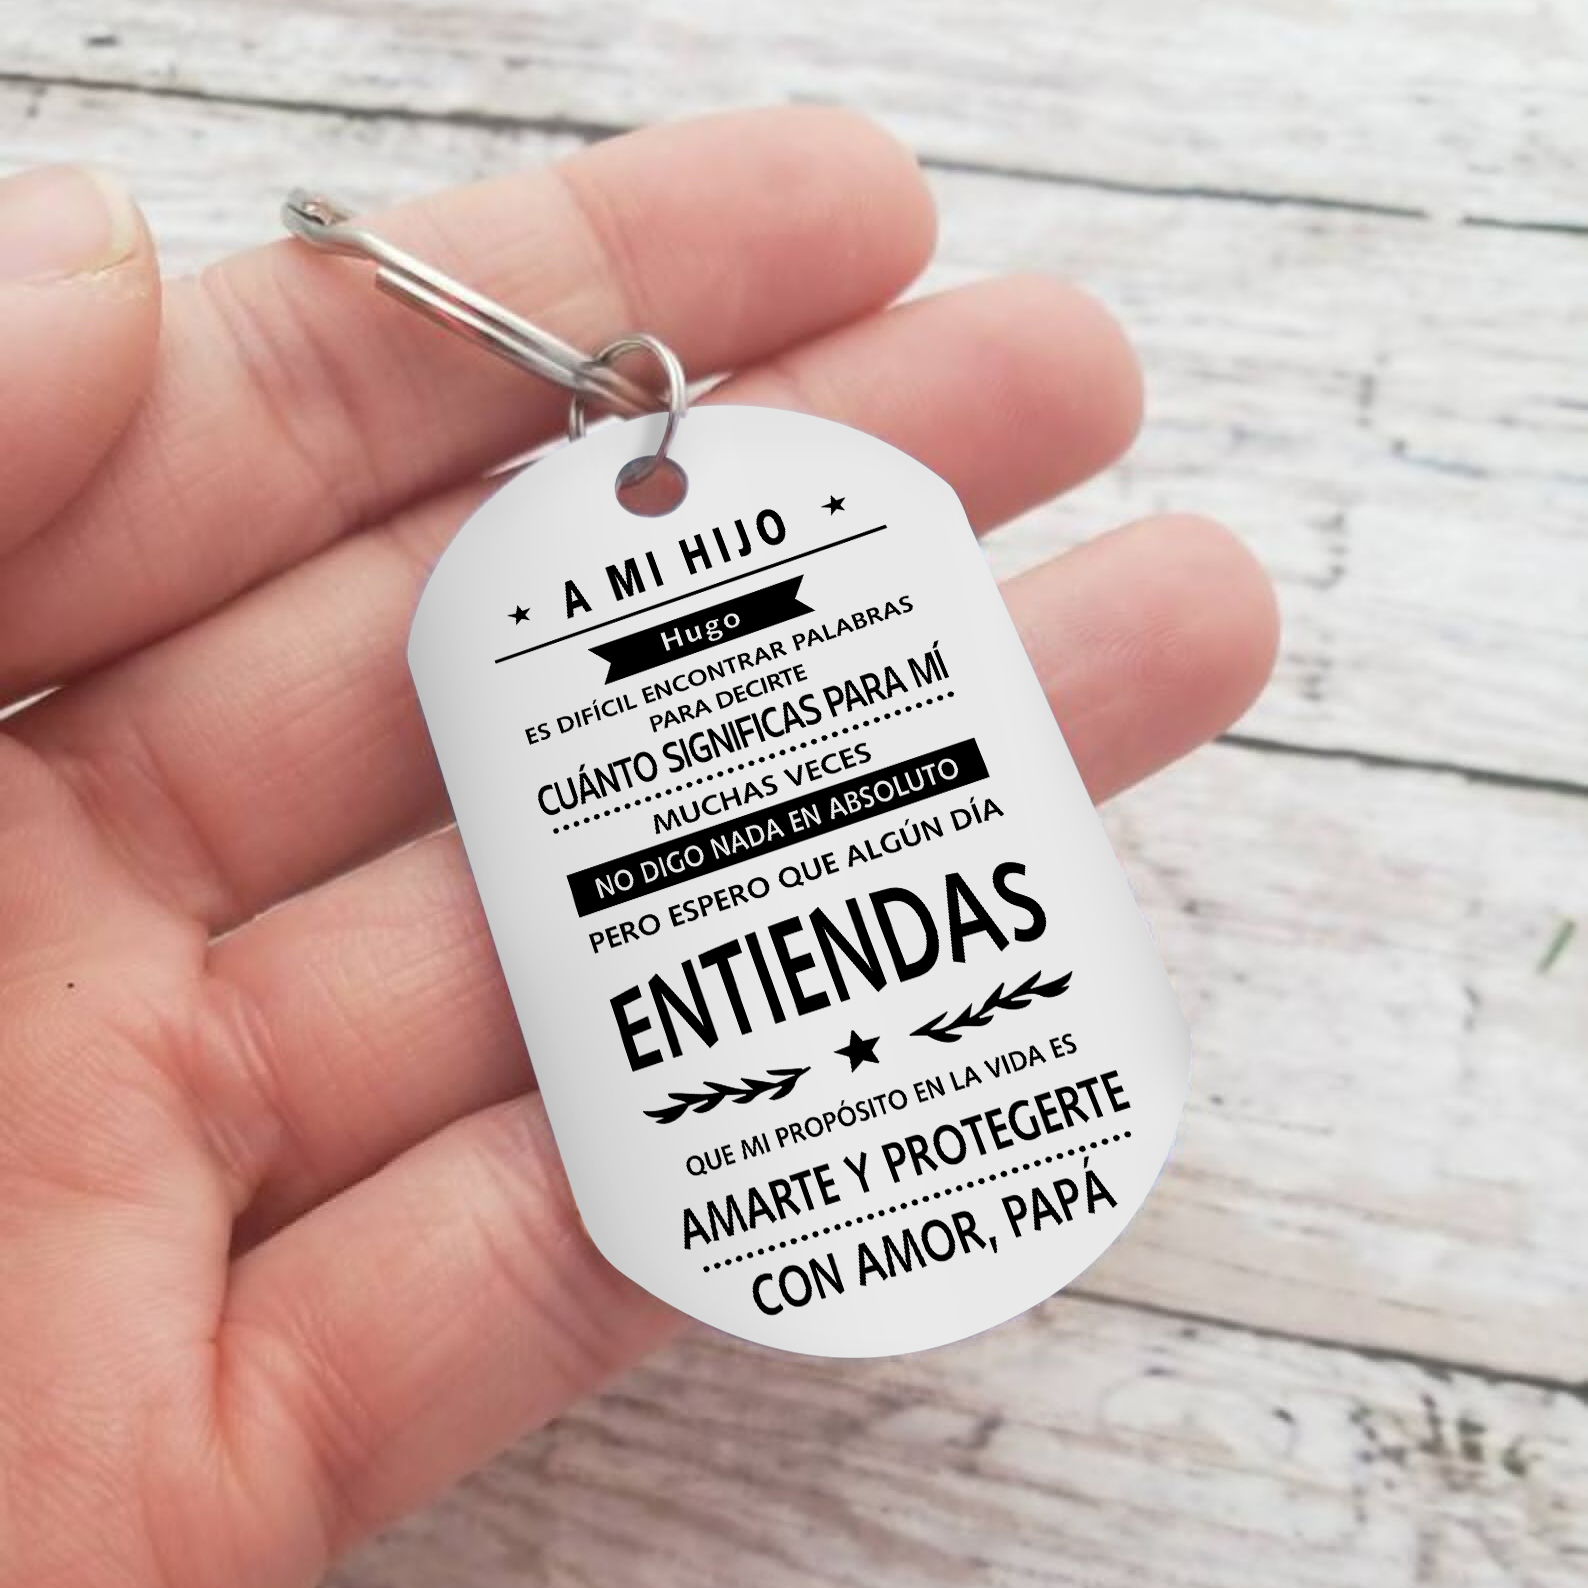 A MI HIJO
Hugo
ES DIFÍCIL ENCONTRAR PALABRAS
PARA DECIRTE
CUÁNTO SIGNIFICAS PARA MÍ
MUCHAS VECES
NO DIGO NADA EN ABSOLUTO
PERO ESPERO QUE ALGÚN DÍA
ENTIENDAS
QUE MI PROPÓSITO EN LA VIDA ES
AMARTE Y PROTEGERTE
CON AMOR, PAPÁ